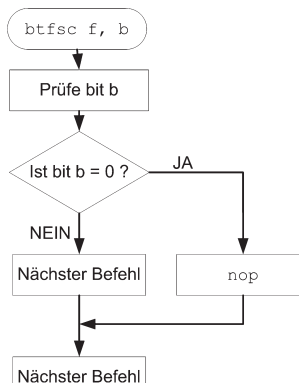 btfsc f, b
Prüfe bit b
Ist bit b = 0 ?
JA
NEIN
Nächster Befehl
nop
Nächster Befehl